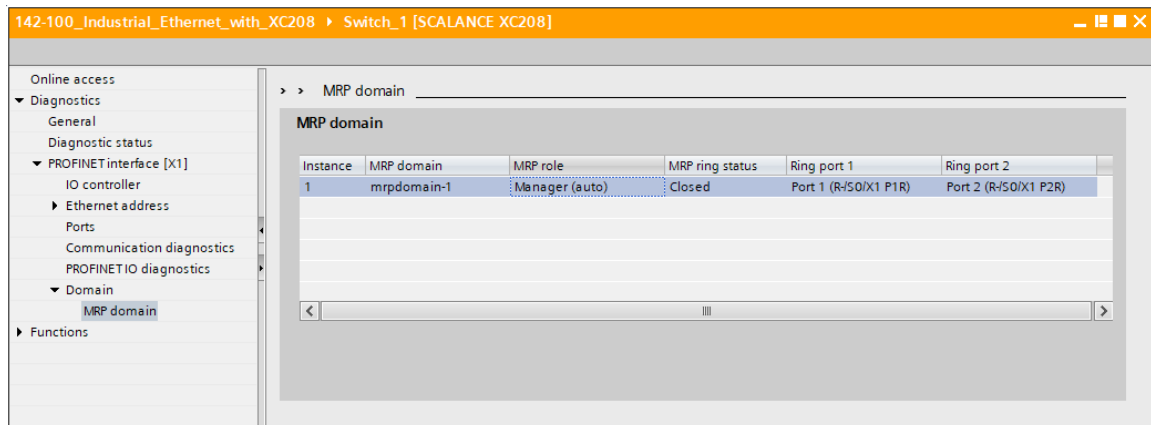 142-100_Industrial_Ethernet_with_XC208 ▸ Switch_1 [SCALANCE XC208]
Online access
Diagnostics
General
Diagnostic status
PROFINET interface [X1]
IO controller
Ethernet address
Ports
Communication diagnostics
PROFINET IO diagnostics
Domain
MRP domain
Functions
> > MRP domain
MRP domain
Instance MRP domain MRP role MRP ring status Ring port 1 Ring port 2
1 mrpdomain-1 Manager (auto) Closed Port 1 (R-/S0/X1 P1R) Port 2 (R-/S0/X1 P2R)